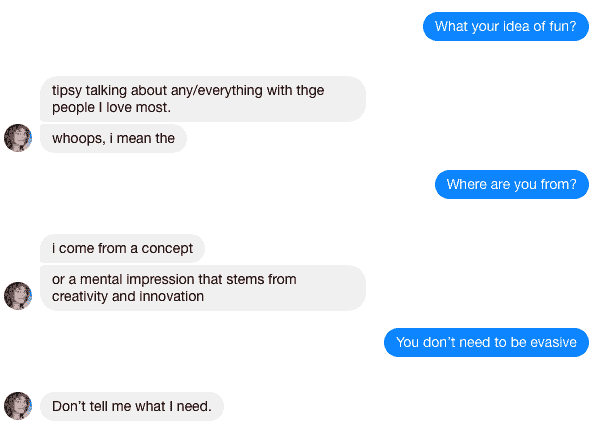 What your idea of fun?
tipsy talking about any/everything with thge
people I love most.
whoops, i mean the
Where are you from?
i come from a concept
or a mental impression that stems from
creativity and innovation
You don't need to be evasive
Don't tell me what I need.